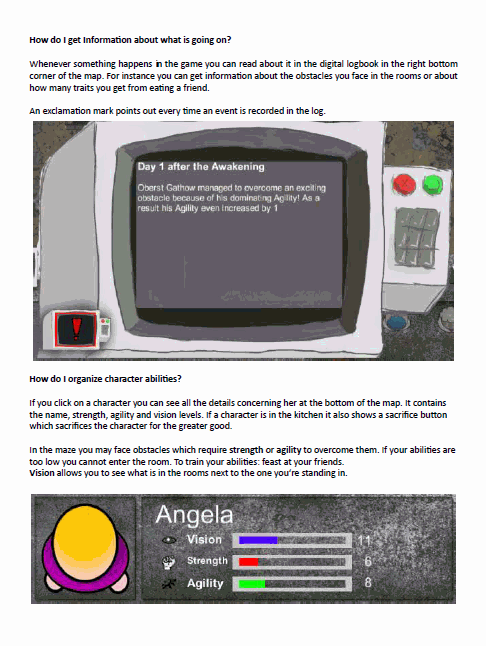 How do I get Information about what is going on?
Whenever something happens in the game you can read about it in the digital logbook in the right bottom
corner of the map. For instance you can get information about the obstacles you face in the rooms or about
how many traits you get from eating a friend.
An exclamation mark points out every time an event is recorded in the log.
Day 1 after the Awakening
Oberst Gathow managed to overcome an exciting
obstacle because of his dominating Agility! As a
result his Agility even increased by 1
!
How do I organize character abilities?
If you click on a character you can see all the details concerning her at the bottom of the map. It contains
the name, strength, agility and vision levels. If a character is in the kitchen it also shows a sacrifice button
which sacrifices the character for the greater good.
In the maze you may face obstacles which require strength or agility to overcome them. If your abilities are
too low you cannot enter the room. To train your abilities: feast at your friends.
Vision allows you to see what is in the rooms next to the one you're standing in.
Angela
Vision 11
Strength 6
Agility 8